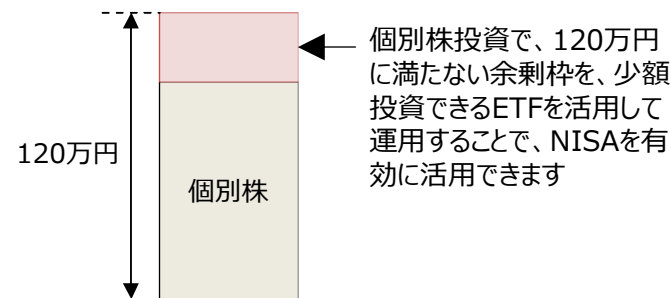 個別株投資で、120万円
に満たない余剰枠を、少額
投資できるETFを活用して
運用することで、NISAを有
効に活用できます
120万円
個別株